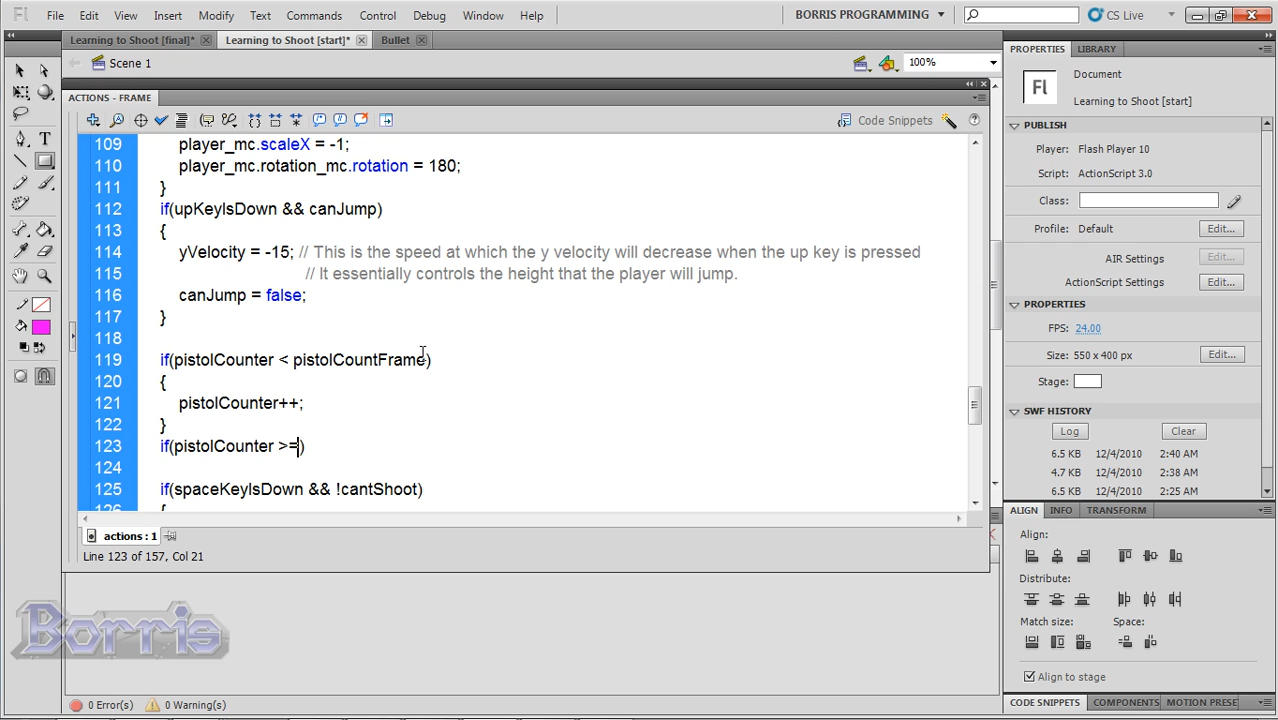 Fl File Edit View Insert Modify Text Commands Control Debug Window Help BORRIS PROGRAMMING CS Live
Learning to Shoot [final]* Learning to Shoot [start]* Bullet
Scene 1 100%
ACTIONS - FRAME
Code Snippets
109 player_mc.scaleX = -1;
110 player_mc.rotation_mc.rotation = 180;
111 }
112 if(upKeyIsDown && canJump)
113 {
114 yVelocity = -15; // This is the speed at which the y velocity will decrease when the up key is pressed
115 // It essentially controls the height that the player will jump.
116 canJump = false;
117 }
118
119 if(pistolCounter < pistolCountFrame)
120 {
121 pistolCounter++;
122 }
123 if(pistolCounter >=)
124
125 if(spaceKeyIsDown && !cantShoot)
126 {
actions : 1
Line 123 of 157, Col 21
Borris
0 Error(s) 0 Warning(s)
PROPERTIES LIBRARY
Fl Document
Learning to Shoot [start]
PUBLISH
Player: Flash Player 10
Script: ActionScript 3.0
Class:
Profile: Default Edit...
AIR Settings Edit...
ActionScript Settings Edit...
PROPERTIES
FPS: 24.00
Size: 550 x 400 px Edit...
Stage:
SWF HISTORY
Log Clear
6.5 KB 12/4/2010 2:40 AM
4.7 KB 12/4/2010 2:38 AM
6.5 KB 12/4/2010 2:25 AM
ALIGN INFO TRANSFORM
Align:
Distribute:
Match size: Space:
Align to stage
CODE SNIPPETS COMPONENTS MOTION PRESE